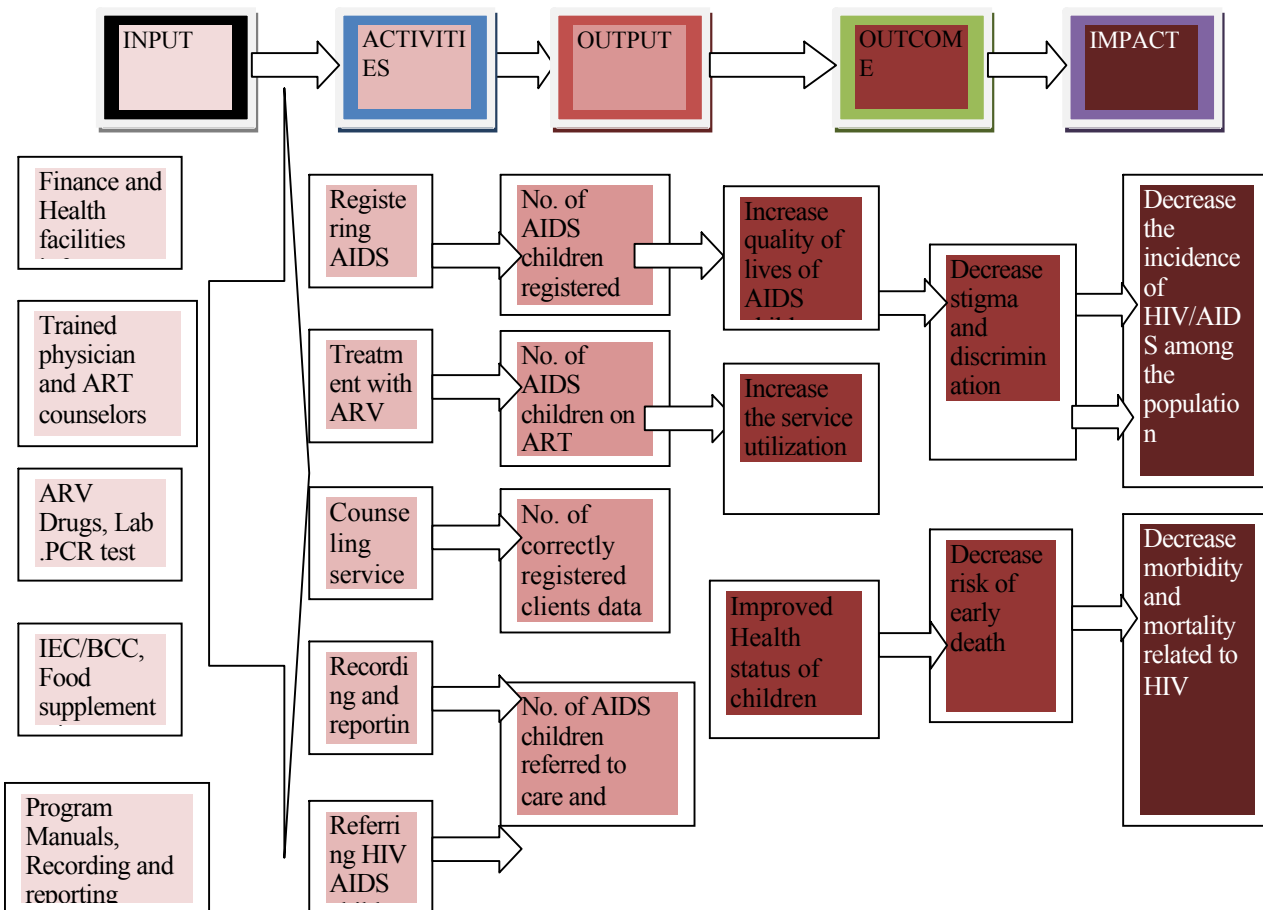 INPUT
ACTIVITI
ES
OUTPUT
OUTCOM
E
IMPACT
Finance and
Health
facilities
Trained
physician
and ART
counselors
ARV
Drugs, Lab
.PCR test
IEC/BCC,
Food
supplement
Program
Manuals,
Recording and
reporting
Registe
ring
AIDS
Treatm
ent with
ARV
Counse
ling
service
Recordi
ng and
reportin
Referri
ng HIV
AIDS
No. of
AIDS
children
registered
No. of
AIDS
children on
ART
No. of
correctly
registered
clients data
No. of AIDS
children
referred to
care and
Increase
quality of
lives of
AIDS
Increase
the service
utilization
Improved
Health
status of
children
Decrease
stigma
and
discrimin
ation
Decrease
risk of
early
death
Decrease
the
incidence
of
HIV/AID
S among
the
populatio
n
Decrease
morbidity
and
mortality
related to
HIV